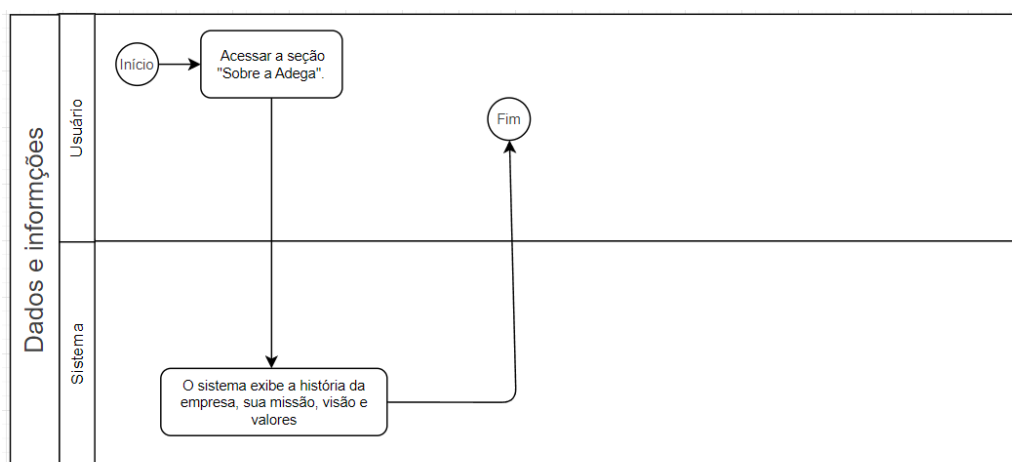 Dados e informções
Usuário
Início
Acessar a seção
"Sobre a Adega".
Fim
Sistema
O sistema exibe a história da
empresa, sua missão, visão e
valores